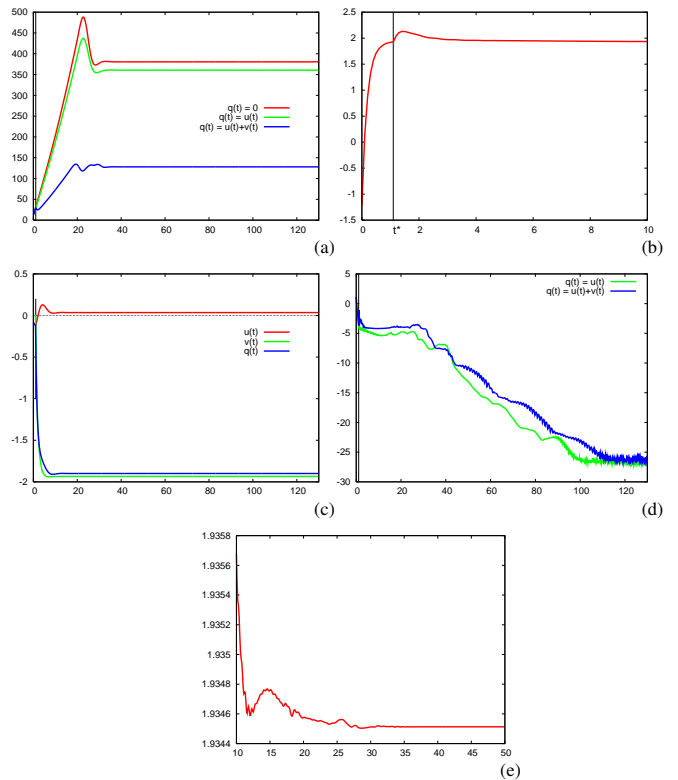 500
450
400
350
300
250
200
150
100
50
0
0 20 40 60 80 100 120
q(t) = 0
q(t) = u(t)
q(t) = u(t)+v(t)
(a)
2.5
2
1.5
1
0.5
0
-0.5
-1
-1.5
0 t* 2 4 6 8 10
(b)
0.5
0
-0.5
-1
-1.5
-2
0 20 40 60 80 100 120
u(t)
v(t)
q(t)
(c)
5
0
-5
-10
-15
-20
-25
-30
0 20 40 60 80 100 120
q(t) = u(t)
q(t) = u(t)+v(t)
(d)
1.9358
1.9356
1.9354
1.9352
1.935
1.9348
1.9346
1.9344
10 15 20 25 30 35 40 45 50
(e)